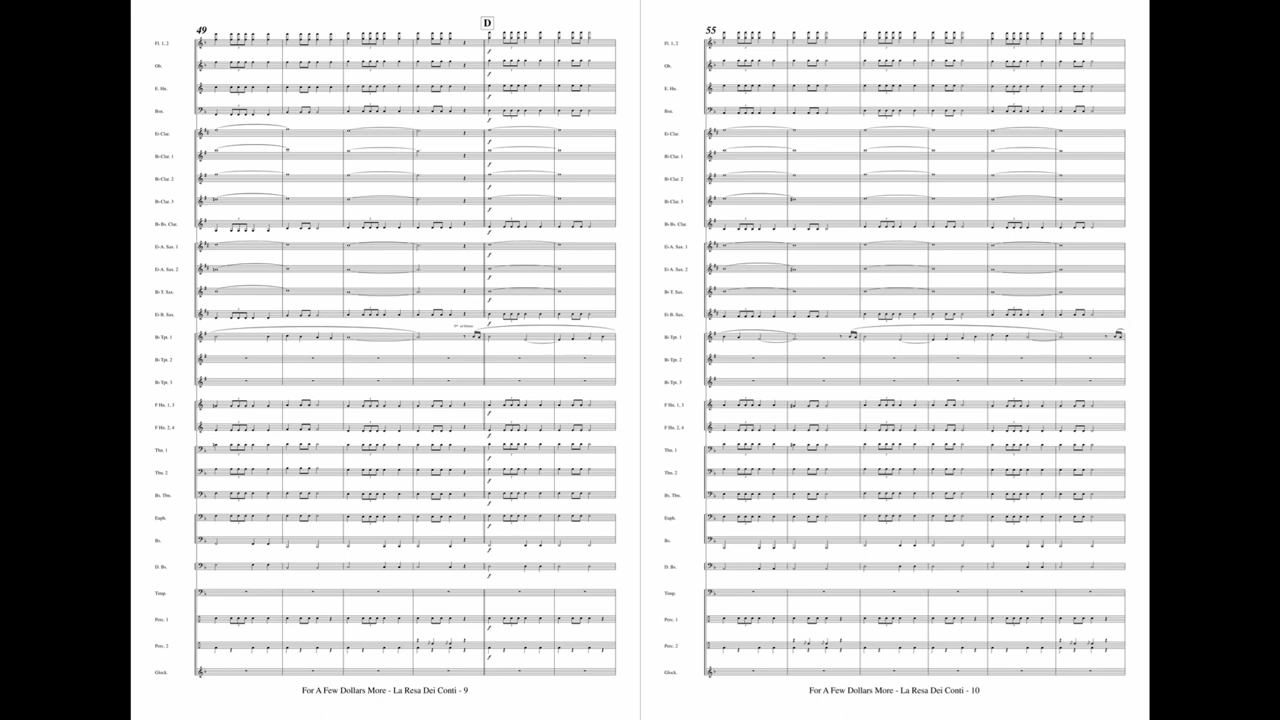 49
D
Fl. 1, 2
Ob.
E. Hn.
Bsn.
E♭ Clar.
B♭ Clar. 1
B♭ Clar. 2
B♭ Clar. 3
B♭ Bs. Clar.
E♭ A. Sax. 1
E♭ A. Sax. 2
B♭ T. Sax.
E♭ B. Sax.
B♭ Tpt. 1
B♭ Tpt. 2
B♭ Tpt. 3
F Hn. 1, 3
F Hn. 2, 4
Tbn. 1
Tbn. 2
Bs. Tbn.
Euph.
Bs.
D. Bs.
Timp.
Perc. 1
Perc. 2
Glock.
For A Few Dollars More - La Resa Dei Conti - 9
55
Fl. 1, 2
Ob.
E. Hn.
Bsn.
E♭ Clar.
B♭ Clar. 1
B♭ Clar. 2
B♭ Clar. 3
B♭ Bs. Clar.
E♭ A. Sax. 1
E♭ A. Sax. 2
B♭ T. Sax.
E♭ B. Sax.
B♭ Tpt. 1
B♭ Tpt. 2
B♭ Tpt. 3
F Hn. 1, 3
F Hn. 2, 4
Tbn. 1
Tbn. 2
Bs. Tbn.
Euph.
Bs.
D. Bs.
Timp.
Perc. 1
Perc. 2
Glock.
For A Few Dollars More - La Resa Dei Conti - 10